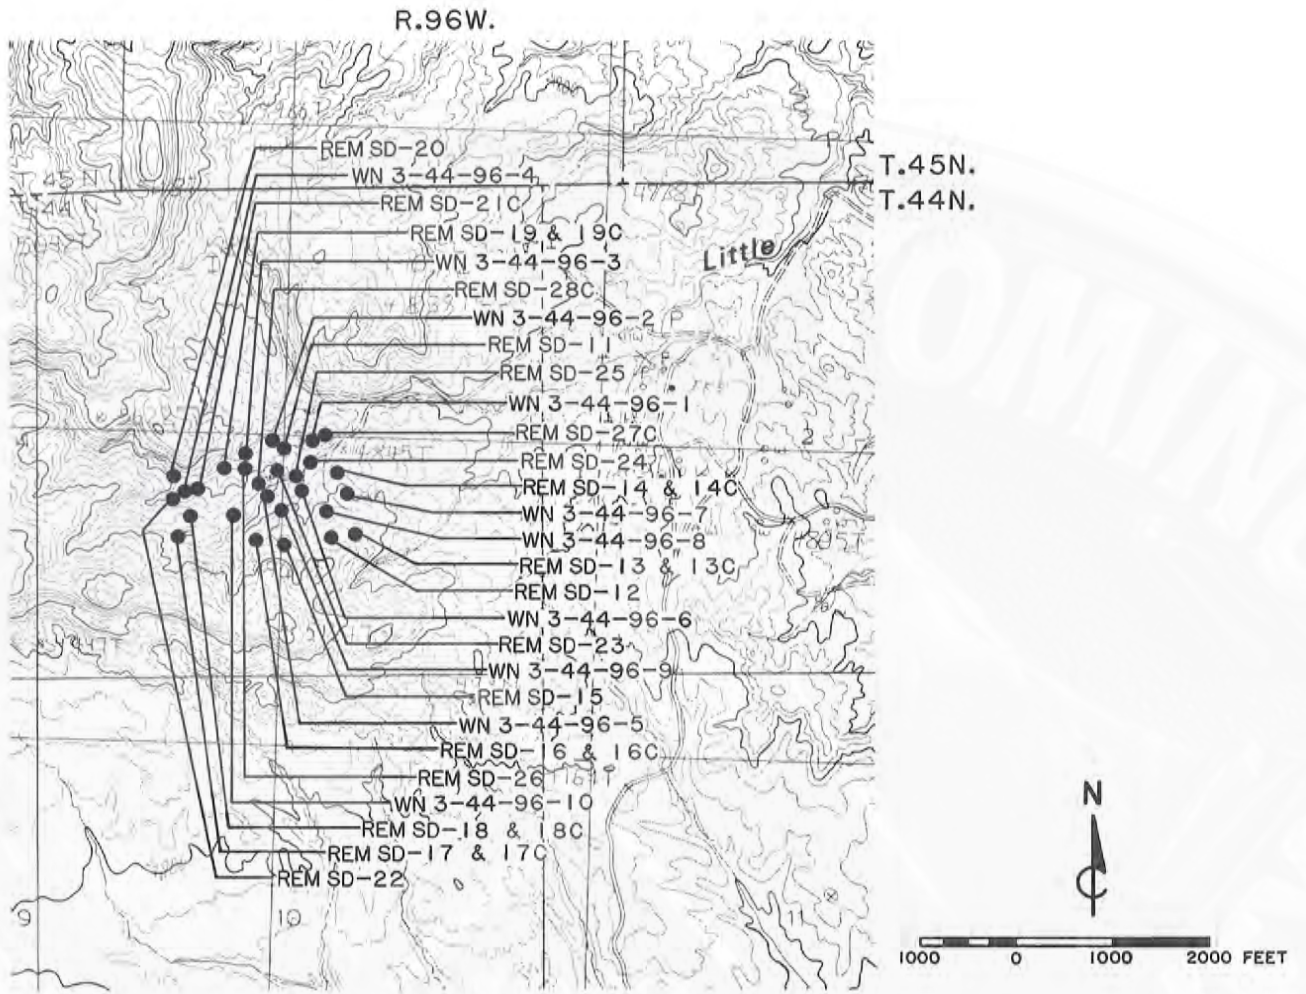 R.96W.
REM SD-20
T.45N.
WN 3-44-96-4
T.45N.
T.44N.
REM SD-21C
REM SD-19 & 19C
Little
WN 3-44-96-3
REM SD-28C
WN 3-44-96-2
REM SD-11
REM SD-25
WN 3-44-96-1
REM SD-27C
2
REM SD-24
REM SD-14 & 14C
WN 3-44-96-7
WN 3-44-96-8
REM SD-13 & 13C
REM SD-12
WN 3-44-96-6
REM SD-23
WN 3-44-96-9
REM SD-15
WN 3-44-96-5
REM SD-16 & 16C
REM SD-26
WN 3-44-96-10
REM SD-18 & 18C
REM SD-17 & 17C
REM SD-22
9
10
11
N
1000 0 1000 2000 FEET
OMING